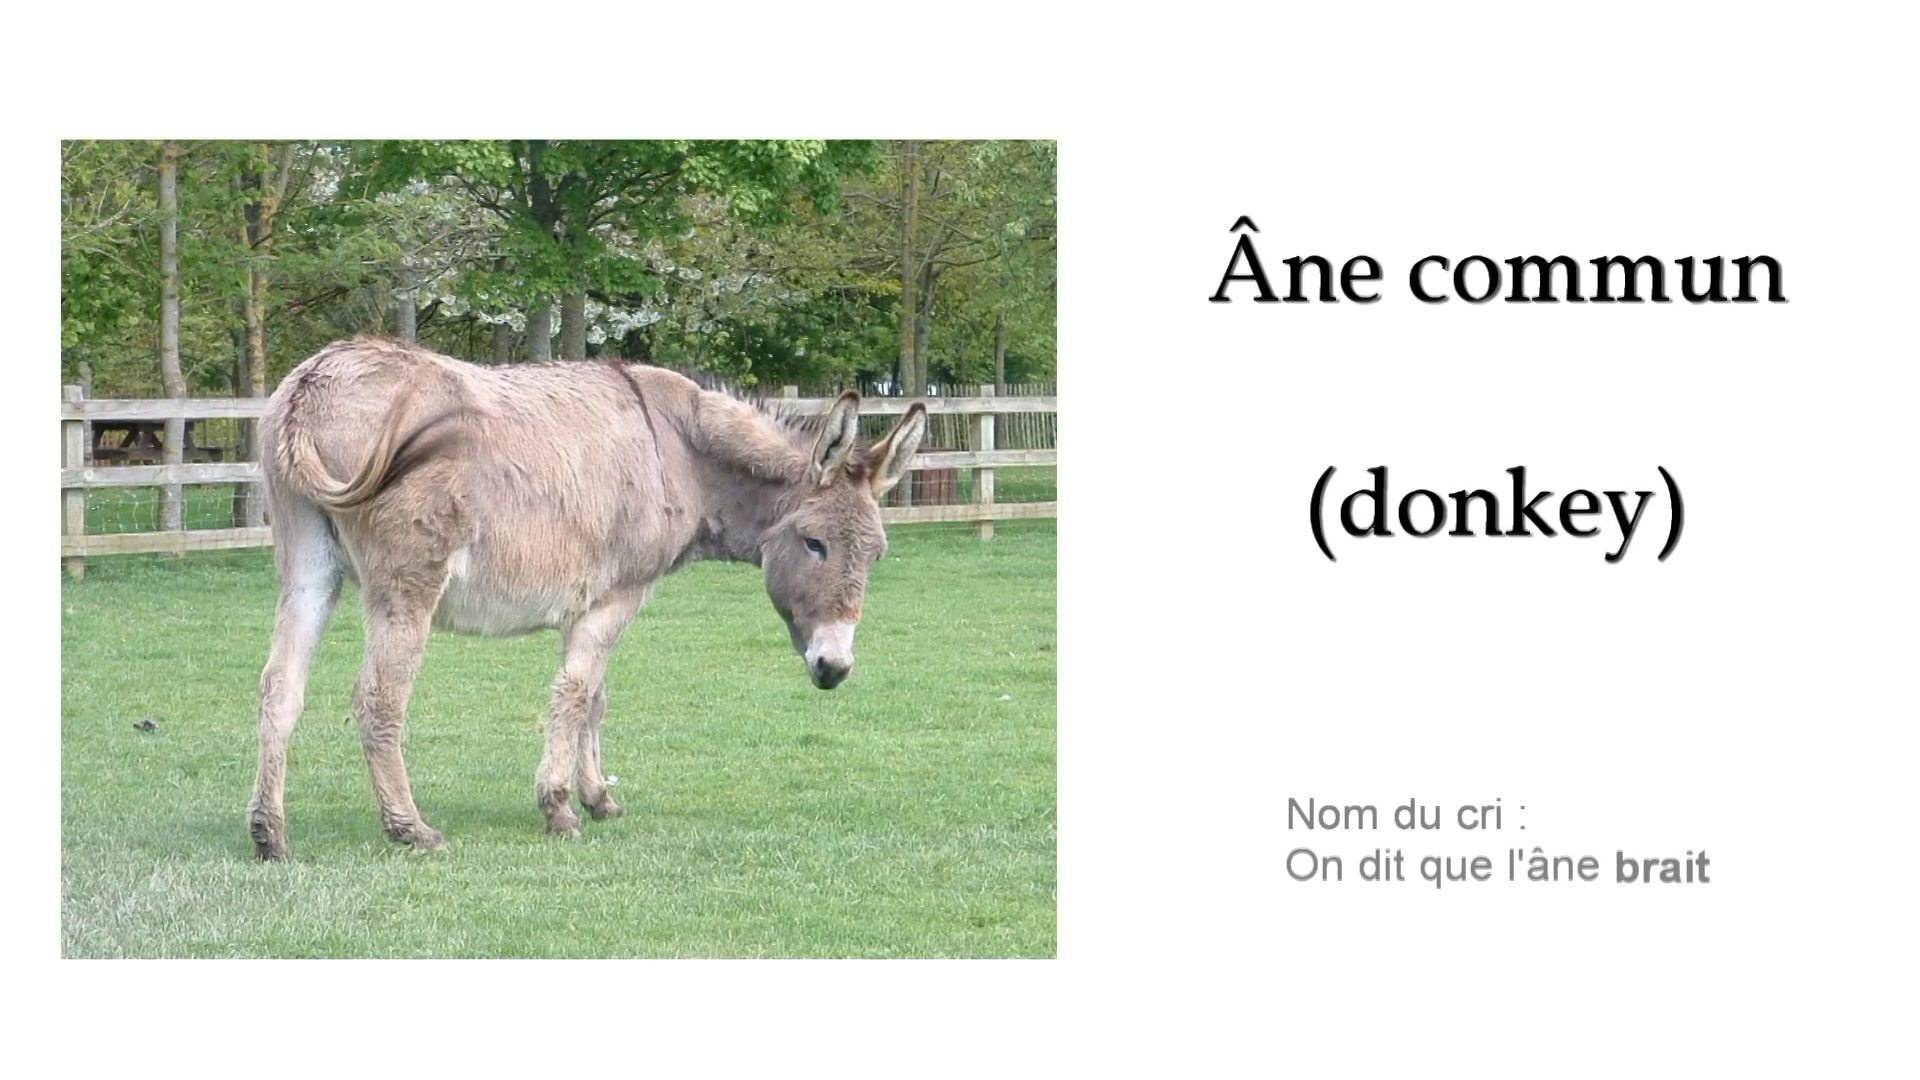 Âne commun
(donkey)
Nom du cri :
On dit que l'âne brait